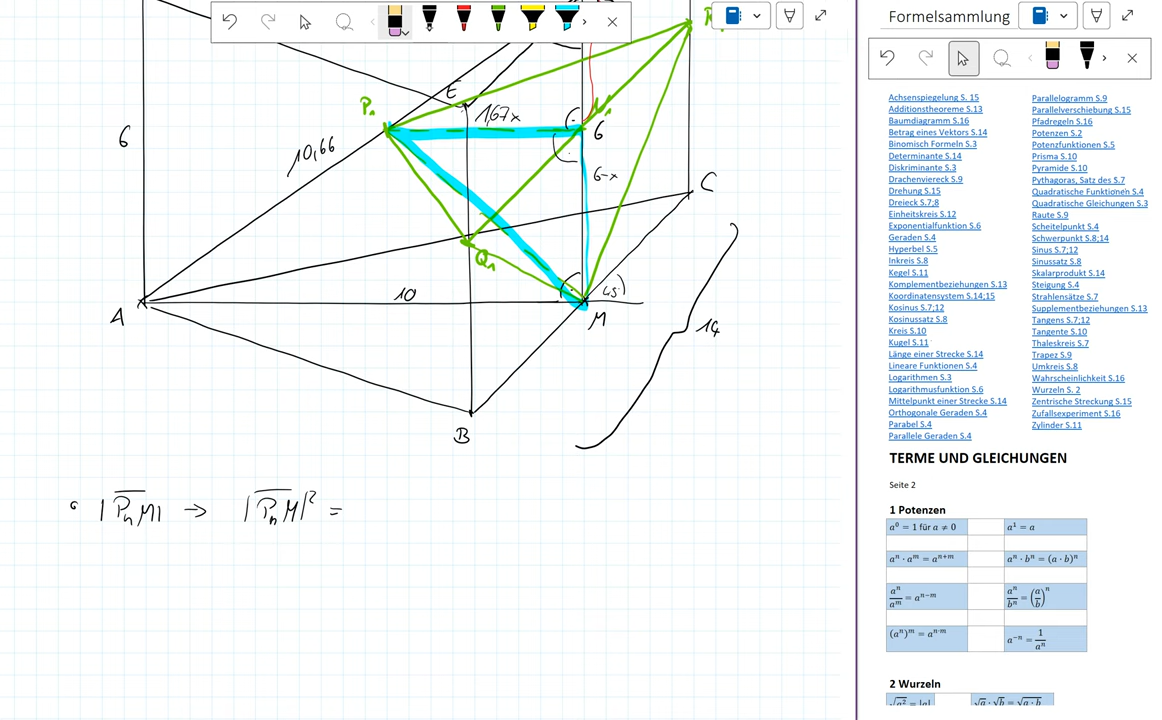 Formelsammlung
6
10,66
Pₙ
E
1,67x
G
6-x
C
Q₁
A
10
M
14
B
|PₙM| → |PₙM|² =
Achsenspiegelung S. 15
Additionstheoreme S.13
Baumdiagramm S.16
Betrag eines Vektors S.14
Binomisch Formeln S.3
Determinante S.14
Diskriminante S.3
Drachenviereck S.9
Drehung S.15
Dreieck S.7;8
Einheitskreis S.12
Exponentialfunktion S.6
Geraden S.4
Hyperbel S.5
Inkreis S.8
Kegel S.11
Komplementbeziehungen S.13
Koordinatensystem S.14;15
Kosinus S.7;12
Kosinussatz S.8
Kreis S.10
Kugel S.11
Länge einer Strecke S.14
Lineare Funktionen S.4
Logarithmen S.3
Logarithmusfunktion S.6
Mittelpunkt einer Strecke S.14
Orthogonale Geraden S.4
Parabel S.4
Parallele Geraden S.4
Parallelogramm S.9
Parallelverschiebung S.15
Pfadregeln S.16
Potenzen S.2
Potenzfunktionen S.5
Prisma S.10
Pyramide S.10
Pythagoras, Satz des S.7
Quadratische Funktionen S.4
Quadratische Gleichungen S.3
Raute S.9
Scheitelpunkt S.4
Schwerpunkt S.8;14
Sinus S.7;12
Sinussatz S.8
Skalarprodukt S.14
Steigung S.4
Strahlensätze S.7
Supplementbeziehungen S.13
Tangens S.7;12
Tangente S.10
Thaleskreis S.7
Trapez S.9
Umkreis S.8
Wahrscheinlichkeit S.16
Wurzeln S. 2
Zentrische Streckung S.15
Zufallsexperiment S.16
Zylinder S.11
TERME UND GLEICHUNGEN
Seite 2
1 Potenzen
a⁰ = 1 für a ≠ 0 a¹ = a
aⁿ · aᵐ = aⁿ⁺ᵐ aⁿ · bⁿ = (a · b)ⁿ
aⁿ/aᵐ = aⁿ⁻ᵐ aⁿ/bⁿ = (a/b)ⁿ
(aⁿ)ᵐ = aⁿ·ᵐ a⁻ⁿ = 1/aⁿ
2 Wurzeln
√a² = |a| √a · √b = √a · b